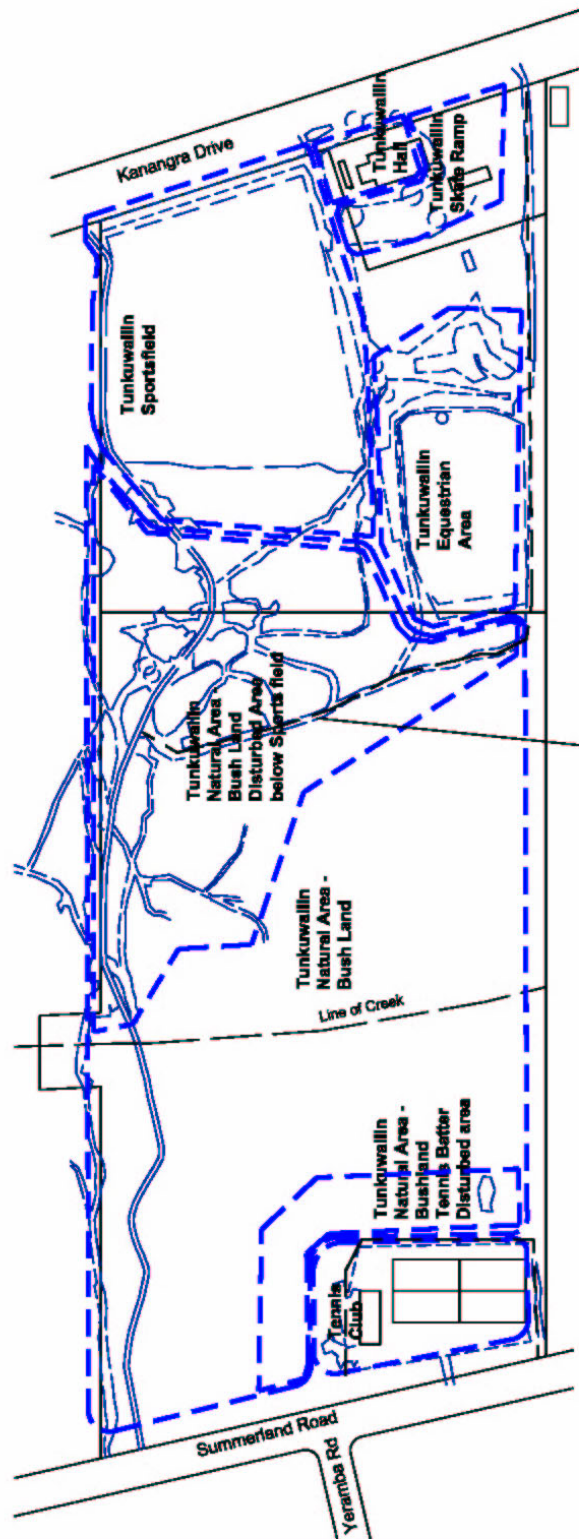 Kanangra Drive
Tunkuwallin
Hall
Tunkuwallin
Skate Ramp
Tunkuwallin
Sportsfield
Tunkuwallin
Equestrian
Area
Tunkuwallin
Natural Area -
Bush Land
Disturbed Area
below Sports field
Tunkuwallin
Natural Area -
Bush Land
Line of Creek
Tunkuwallin
Natural Area -
Bushland
Tennis Batter
Disturbed area
Tennis
Club
Summerland Road
Yeramba Rd